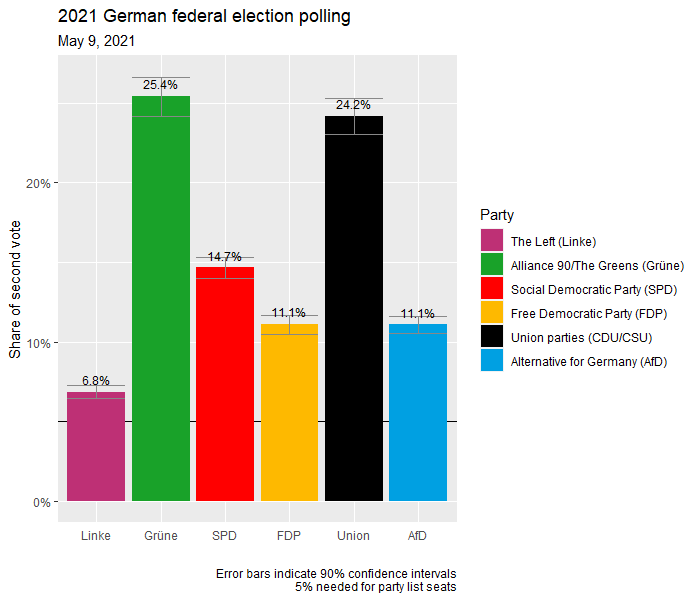 2021 German federal election polling
May 9, 2021
Share of second vote
20%
10%
0%
6.8%
25.4%
14.7%
11.1%
24.2%
11.1%
Linke
Grüne
SPD
FDP
Union
AfD
Party
The Left (Linke)
Alliance 90/The Greens (Grüne)
Social Democratic Party (SPD)
Free Democratic Party (FDP)
Union parties (CDU/CSU)
Alternative for Germany (AfD)
Error bars indicate 90% confidence intervals
5% needed for party list seats